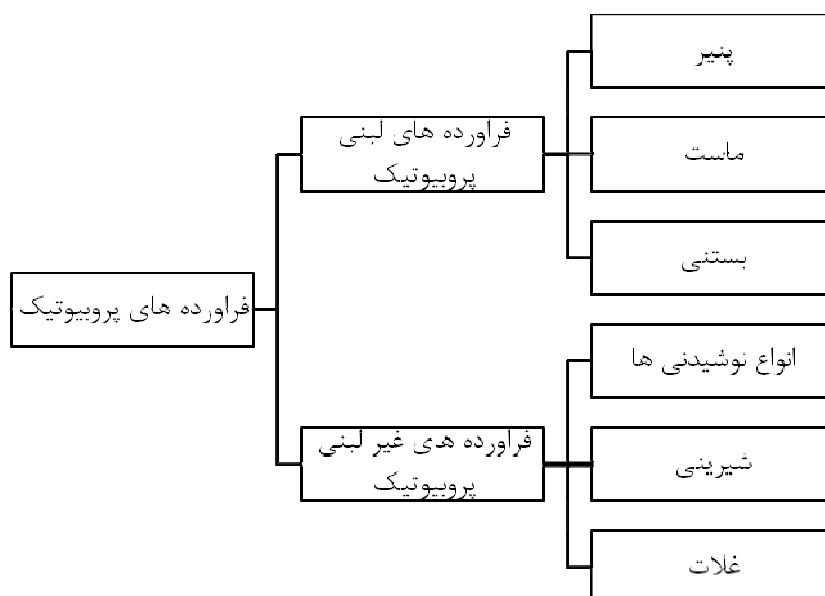 فراورده های پروبیوتیک
فراورده های لبنی
پروبیوتیک
پنیر
ماست
بستنی
فراورده های غیر لبنی
پروبیوتیک
انواع نوشیدنی ها
شیرینی
غلات